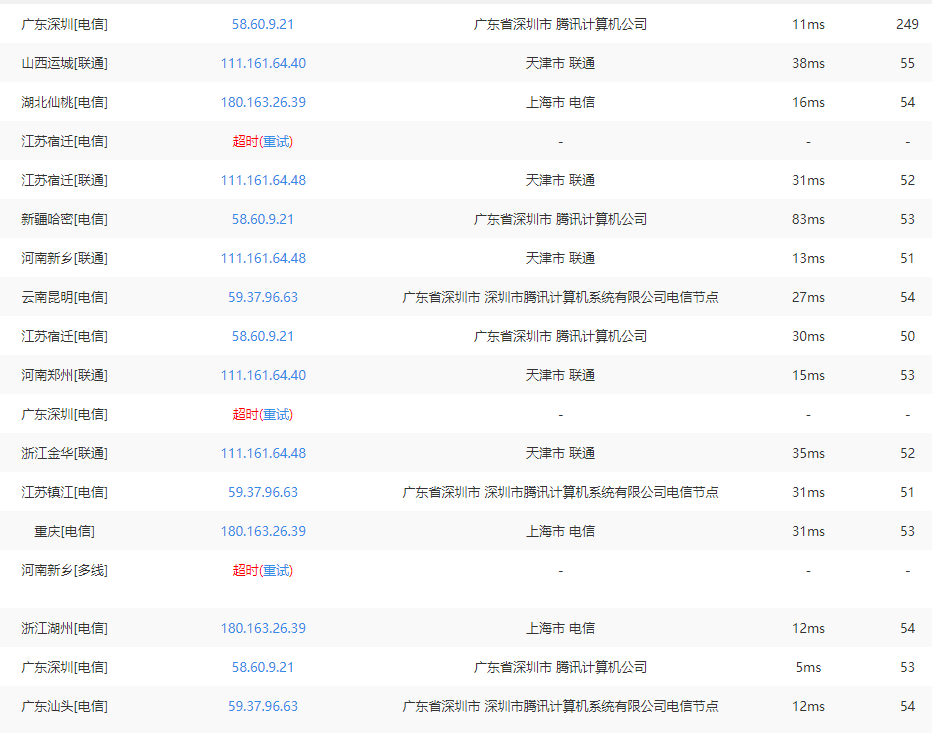 广东深圳[电信] 58.60.9.21 广东省深圳市 腾讯计算机公司 11ms 249
山西运城[联通] 111.161.64.40 天津市 联通 38ms 55
湖北仙桃[电信] 180.163.26.39 上海市 电信 16ms 54
江苏宿迁[电信] 超时(重试) - - -
江苏宿迁[联通] 111.161.64.48 天津市 联通 31ms 52
新疆哈密[电信] 58.60.9.21 广东省深圳市 腾讯计算机公司 83ms 53
河南新乡[联通] 111.161.64.48 天津市 联通 13ms 51
云南昆明[电信] 59.37.96.63 广东省深圳市 深圳市腾讯计算机系统有限公司电信节点 27ms 54
江苏宿迁[电信] 58.60.9.21 广东省深圳市 腾讯计算机公司 30ms 50
河南郑州[联通] 111.161.64.40 天津市 联通 15ms 53
广东深圳[电信] 超时(重试) - - -
浙江金华[联通] 111.161.64.48 天津市 联通 35ms 52
江苏镇江[电信] 59.37.96.63 广东省深圳市 深圳市腾讯计算机系统有限公司电信节点 31ms 51
重庆[电信] 180.163.26.39 上海市 电信 31ms 53
河南新乡[多线] 超时(重试) - - -
浙江湖州[电信] 180.163.26.39 上海市 电信 12ms 54
广东深圳[电信] 58.60.9.21 广东省深圳市 腾讯计算机公司 5ms 53
广东汕头[电信] 59.37.96.63 广东省深圳市 深圳市腾讯计算机系统有限公司电信节点 12ms 54